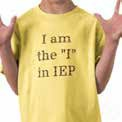 I am
the "I"
in IEP